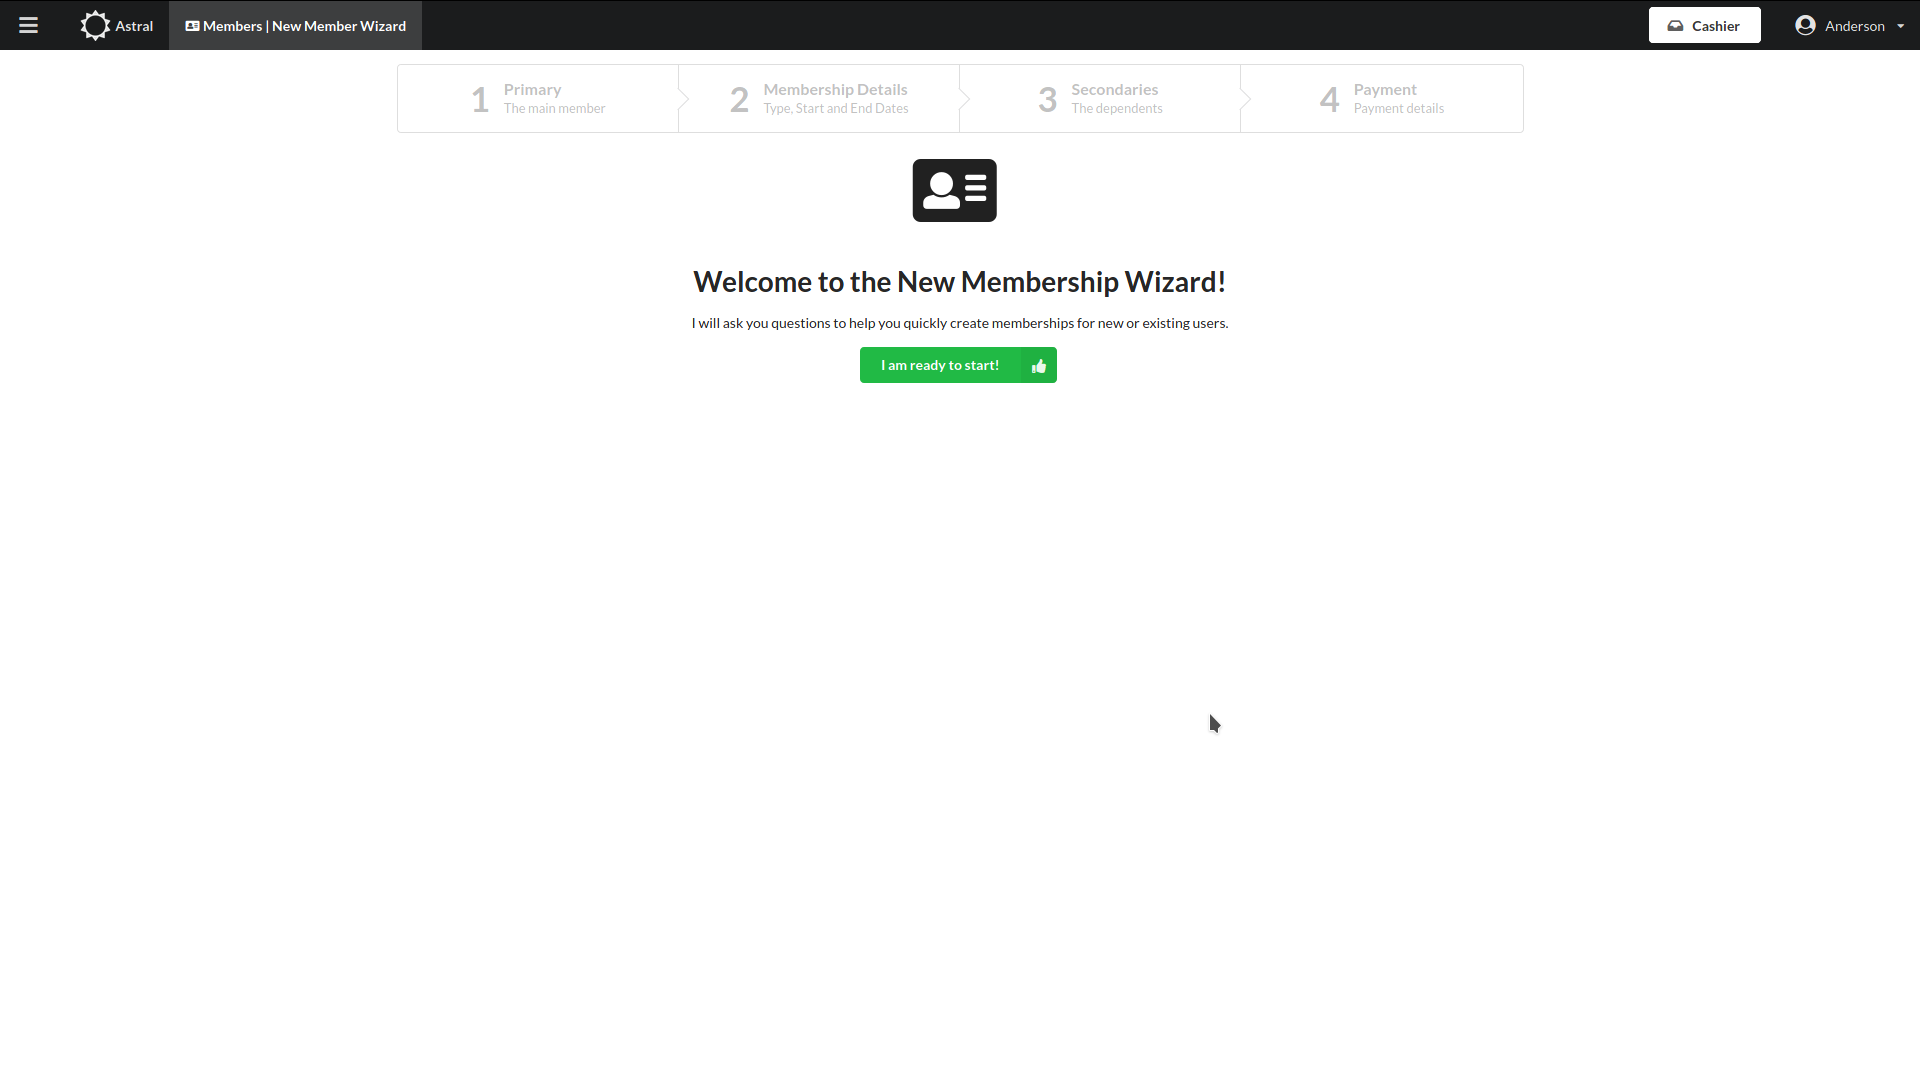 Astral
Members | New Member Wizard
Cashier
Anderson
1
Primary
The main member
2
Membership Details
Type, Start and End Dates
3
Secondaries
The dependents
4
Payment
Payment details
Welcome to the New Membership Wizard!
I will ask you questions to help you quickly create memberships for new or existing users.
I am ready to start!